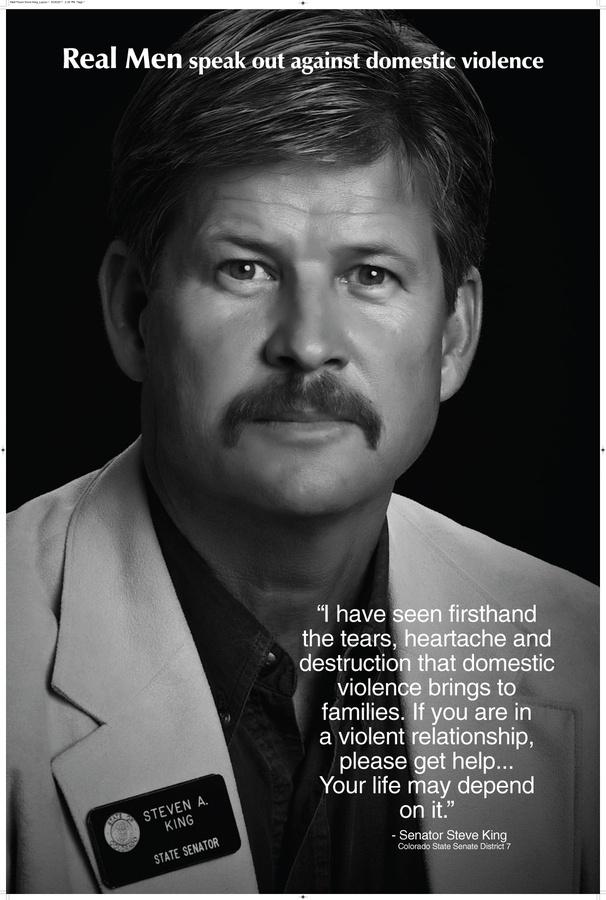 Real Men speak out against domestic violence
“I have seen firsthand
the tears, heartache and
destruction that domestic
violence brings to
families. If you are in
a violent relationship,
please get help...
Your life may depend
on it.”
- Senator Steve King
Colorado State Senate District 7
STEVEN A.
KING
STATE SENATOR